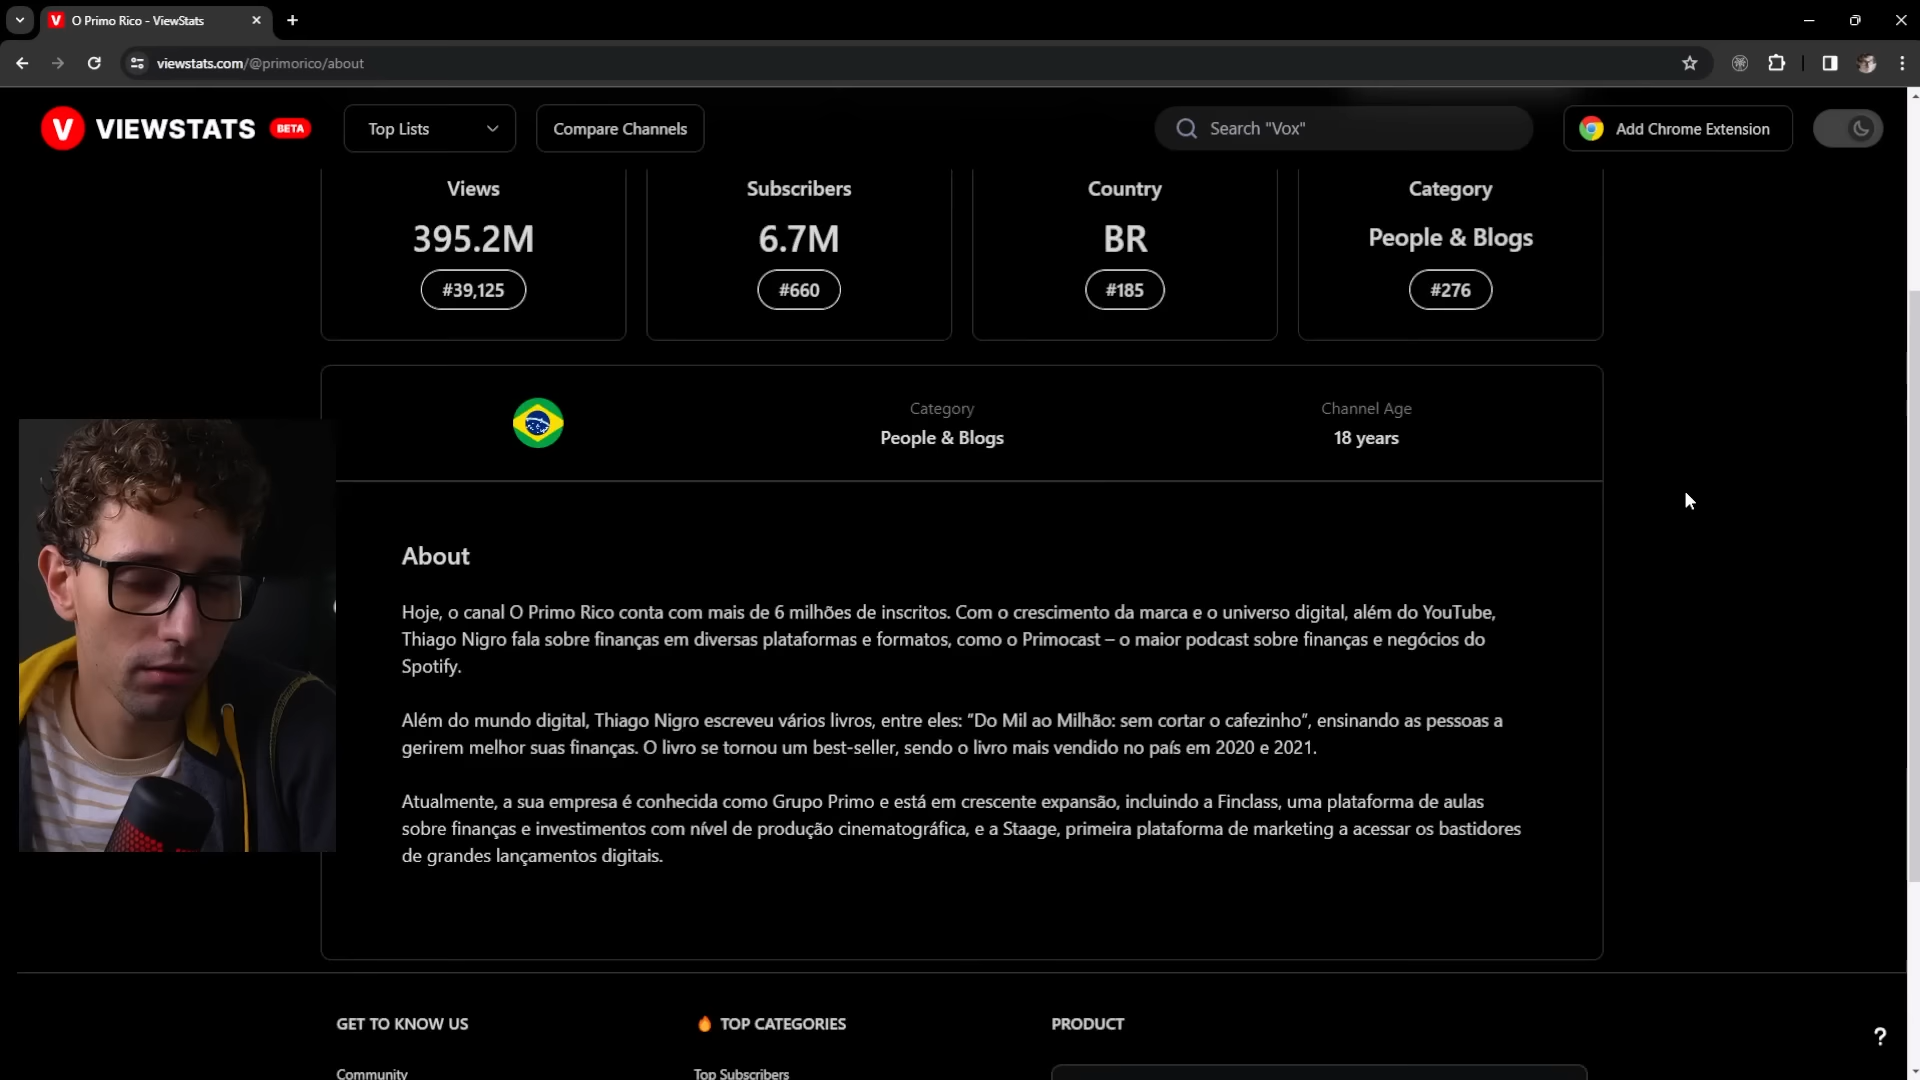 O Primo Rico - ViewStats
viewstats.com/@primorico/about
V VIEWSTATS BETA
Top Lists
Compare Channels
Search "Vox"
Add Chrome Extension
Views
Subscribers
Country
Category
395.2M
6.7M
BR
People & Blogs
#39,125
#660
#185
#276
Category
Channel Age
People & Blogs
18 years
About
Hoje, o canal O Primo Rico conta com mais de 6 milhões de inscritos. Com o crescimento da marca e o universo digital, além do YouTube,
Thiago Nigro fala sobre finanças em diversas plataformas e formatos, como o Primocast – o maior podcast sobre finanças e negócios do
Spotify.
Além do mundo digital, Thiago Nigro escreveu vários livros, entre eles: “Do Mil ao Milhão: sem cortar o cafezinho”, ensinando as pessoas a
gerirem melhor suas finanças. O livro se tornou um best-seller, sendo o livro mais vendido no país em 2020 e 2021.
Atualmente, a sua empresa é conhecida como Grupo Primo e está em crescente expansão, incluindo a Finclass, uma plataforma de aulas
sobre finanças e investimentos com nível de produção cinematográfica, e a Staage, primeira plataforma de marketing a acessar os bastidores
de grandes lançamentos digitais.
GET TO KNOW US
TOP CATEGORIES
PRODUCT
?
Community
Top Subscribers